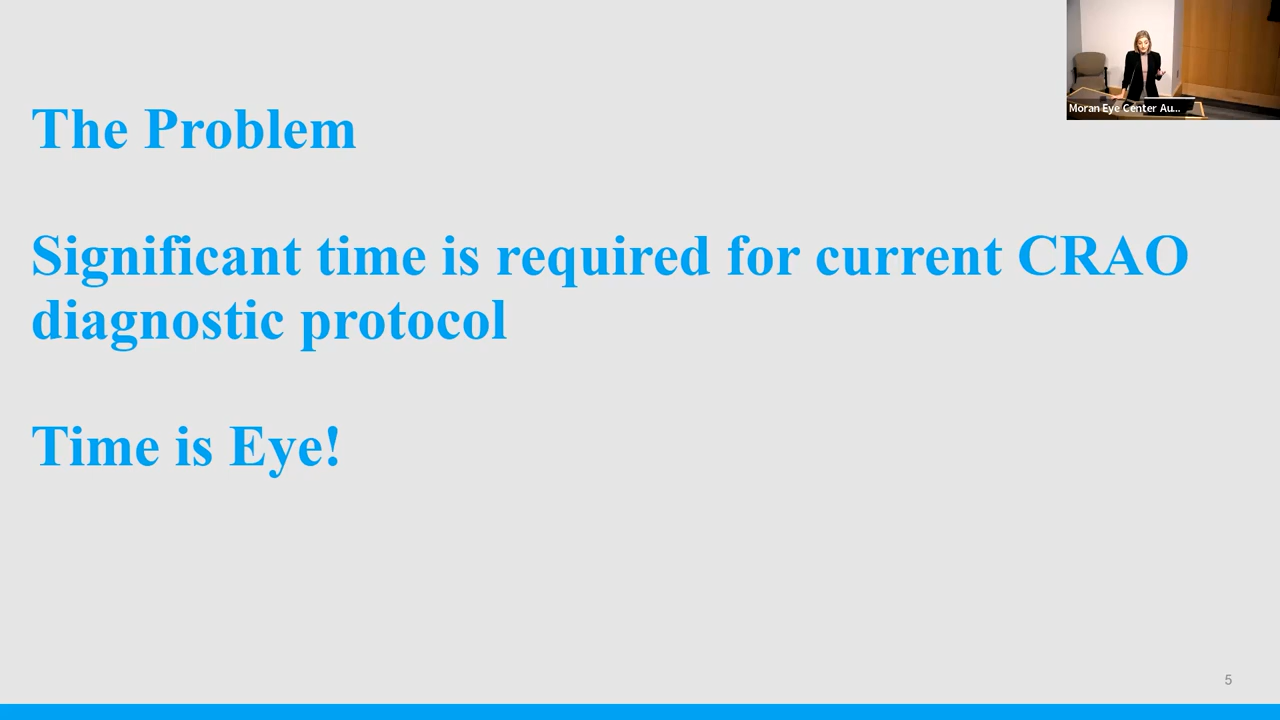 Moran Eye Center Au...
The Problem
Significant time is required for current CRAO
diagnostic protocol
Time is Eye!
5